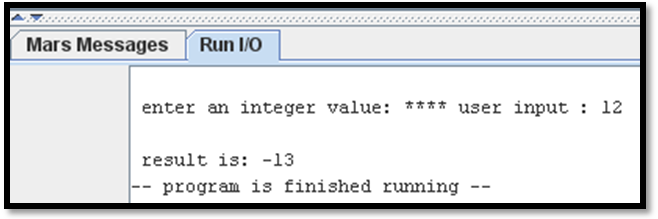 Mars Messages Run I/O
enter an integer value: **** user input : 12
result is: -13
-- program is finished running --